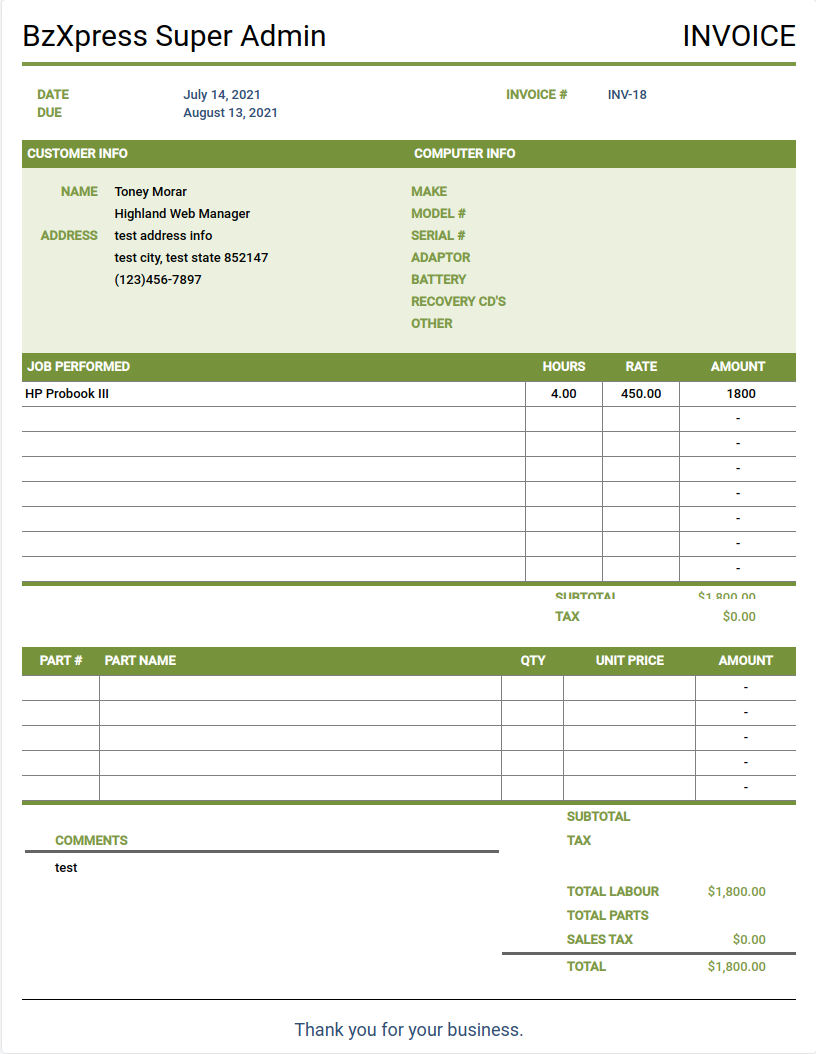 BzXpress Super Admin INVOICE
DATE July 14, 2021 INVOICE # INV-18
DUE August 13, 2021
CUSTOMER INFO COMPUTER INFO
NAME Toney Morar MAKE
Highland Web Manager MODEL #
ADDRESS test address info SERIAL #
test city, test state 852147 ADAPTOR
(123)456-7897 BATTERY
RECOVERY CD'S
OTHER
JOB PERFORMED HOURS RATE AMOUNT
HP Probook III 4.00 450.00 1800
-
-
-
-
-
-
-
SUBTOTAL $1,800.00
TAX $0.00
PART # PART NAME QTY UNIT PRICE AMOUNT
-
-
-
-
-
SUBTOTAL
COMMENTS TAX
test
TOTAL LABOUR $1,800.00
TOTAL PARTS
SALES TAX $0.00
TOTAL $1,800.00
Thank you for your business.